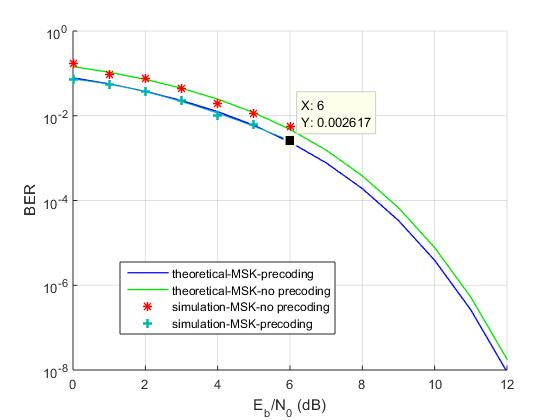 10^0
10^-2
10^-4
10^-6
10^-8
BER
X: 6
Y: 0.002617
theoretical-MSK-precoding
theoretical-MSK-no precoding
simulation-MSK-no precoding
simulation-MSK-precoding
0 2 4 6 8 10 12
E_b/N_0 (dB)